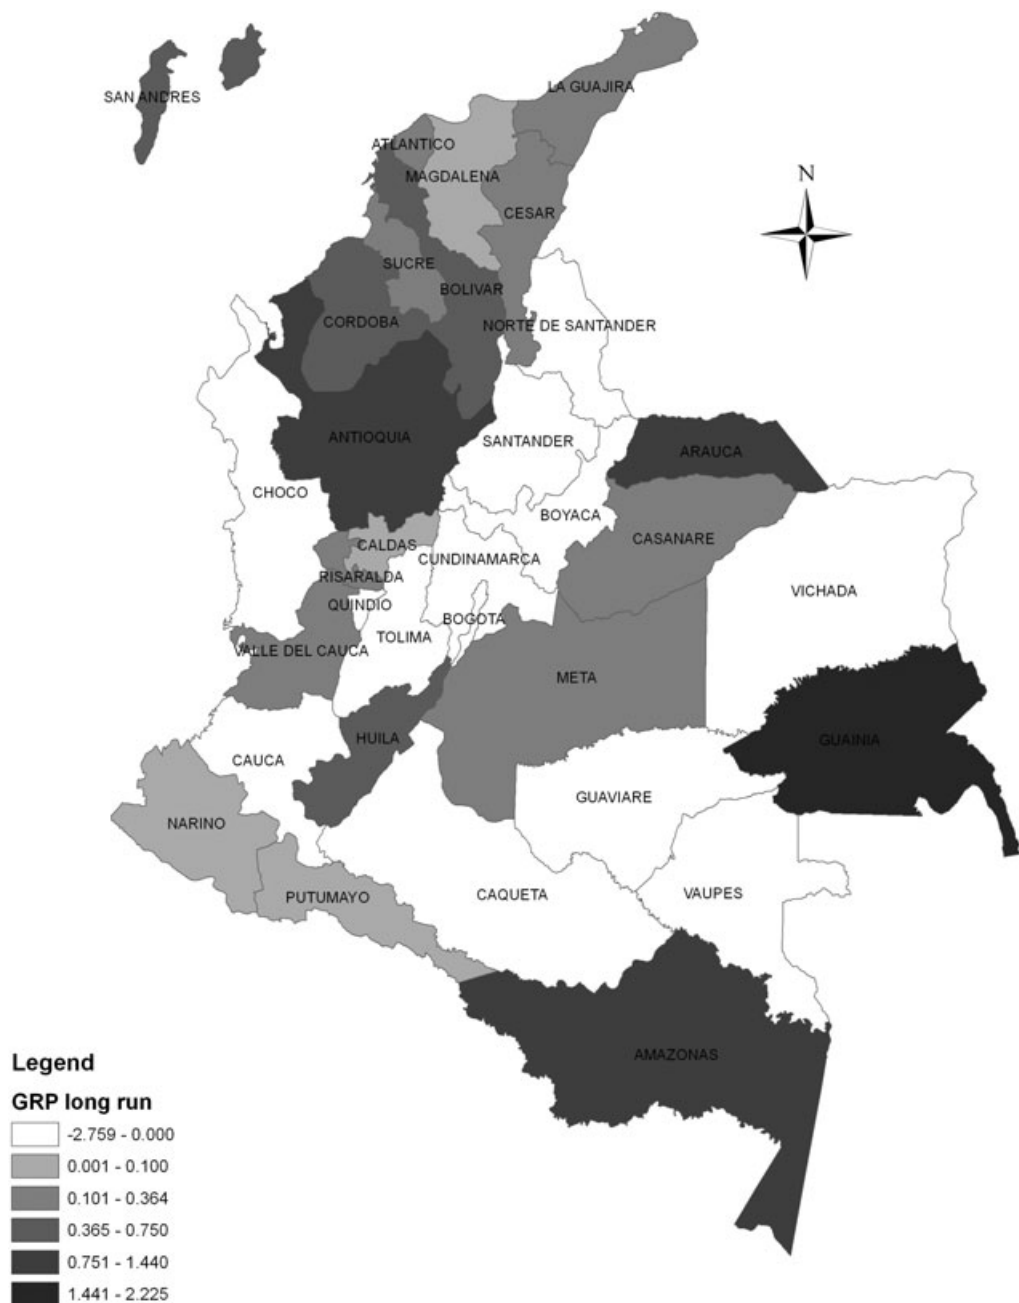 LA GUAJIRA
SAN ANDRES
ATLANTICO
MAGDALENA
N
CESAR
SUCRE
BOLIVAR
CORDOBA
NORTE DE SANTANDER
ANTIOQUIA
SANTANDER
ARAUCA
CHOCO
BOYACA
CASANARE
CALDAS
CUNDINAMARCA
RISARALDA
VICHADA
QUINDIO
BOGOTA
TOLIMA
VALLE DEL CAUCA
META
HUILA
GUAINIA
CAUCA
GUAVIARE
NARINO
PUTUMAYO
CAQUETA
VAUPES
AMAZONAS
Legend
GRP long run
-2.759 - 0.000
0.001 - 0.100
0.101 - 0.364
0.365 - 0.750
0.751 - 1.440
1.441 - 2.225